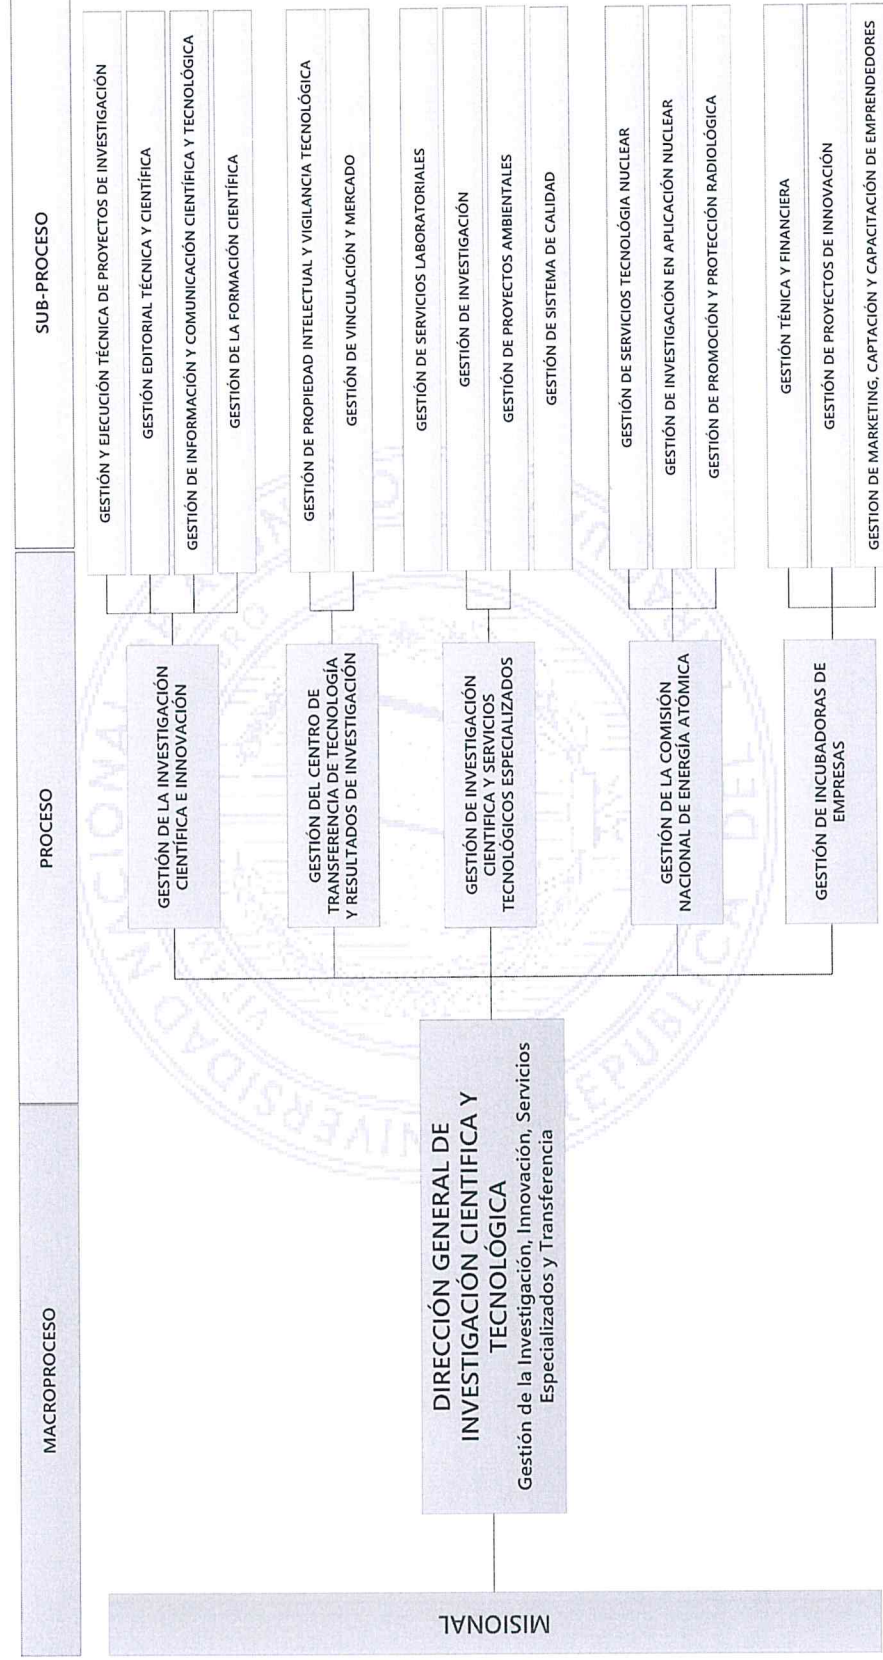 MACROPROCESO
PROCESO
SUB-PROCESO
MISIONAL
DIRECCIÓN GENERAL DE
INVESTIGACIÓN CIENTIFICA Y
TECNOLÓGICA
Gestión de la Investigación, Innovación, Servicios
Especializados y Transferencia
GESTIÓN DE LA INVESTIGACIÓN
CIENTÍFICA E INNOVACIÓN
GESTIÓN Y EJECUCIÓN TÉCNICA DE PROYECTOS DE INVESTIGACIÓN
GESTIÓN EDITORIAL TÉCNICA Y CIENTÍFICA
GESTIÓN DE INFORMACIÓN Y COMUNICACIÓN CIENTÍFICA Y TECNOLÓGICA
GESTIÓN DE LA FORMACIÓN CIENTÍFICA
GESTIÓN DEL CENTRO DE
TRANSFERENCIA DE TECNOLOGÍA
Y RESULTADOS DE INVESTIGACIÓN
GESTIÓN DE PROPIEDAD INTELECTUAL Y VIGILANCIA TECNOLÓGICA
GESTIÓN DE VINCULACIÓN Y MERCADO
GESTIÓN DE INVESTIGACIÓN
CIENTIFICA Y SERVICIOS
TECNOLÓGICOS ESPECIALIZADOS
GESTIÓN DE SERVICIOS LABORATORIALES
GESTIÓN DE INVESTIGACIÓN
GESTIÓN DE PROYECTOS AMBIENTALES
GESTIÓN DE SISTEMA DE CALIDAD
GESTIÓN DE LA COMISIÓN
NACIONAL DE ENERGÍA ATÓMICA
GESTIÓN DE SERVICIOS TECNOLÓGIA NUCLEAR
GESTIÓN DE INVESTIGACIÓN EN APLICACIÓN NUCLEAR
GESTIÓN DE PROMOCIÓN Y PROTECCIÓN RADIOLÓGICA
GESTIÓN DE INCUBADORAS DE
EMPRESAS
GESTIÓN TÉNICA Y FINANCIERA
GESTIÓN DE PROYECTOS DE INNOVACIÓN
GESTION DE MARKETING, CAPTACIÓN Y CAPACITACIÓN DE EMPRENDEDORES